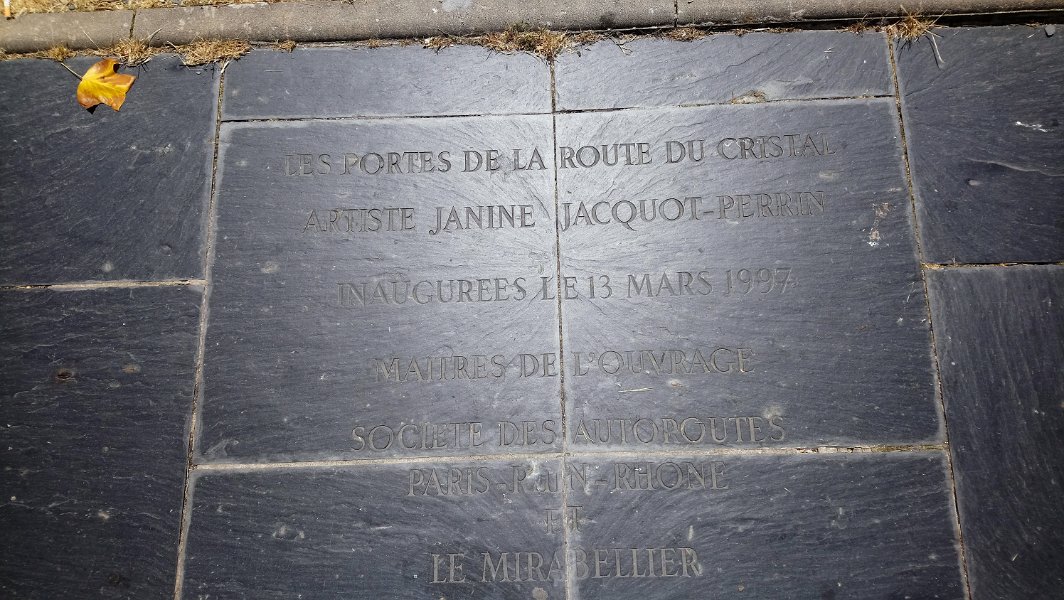 LES PORTES DE LA ROUTE DU CRISTAL
ARTISTE JANINE JACQUOT-PERRIN
INAUGUREES LE 13 MARS 1997
MAITRES DE L'OUVRAGE
SOCIETE DES AUTOROUTES
PARIS-RHIN-RHONE
ET
LE MIRABELLIER